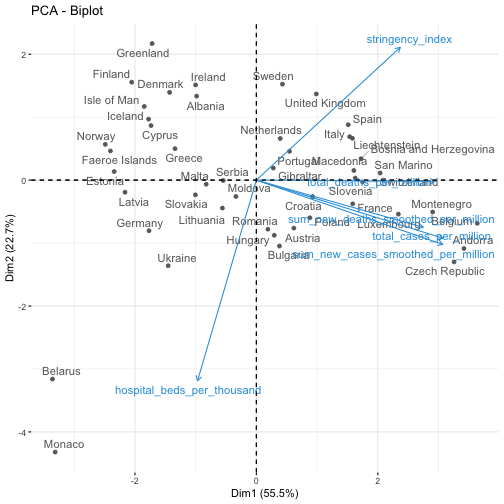 PCA - Biplot
stringency_index
Greenland
Finland
Ireland
Sweden
Denmark
Isle of Man
Albania
United Kingdom
Iceland
Spain
Norway
Cyprus
Netherlands
Italy
Liechtenstein
Faeroe Islands
Greece
Portugal
Macedonia
Bosnia and Herzegovina
San Marino
Estonia
Malta
Serbia
Gibraltar
total_deaths_per_million
Switzerland
Moldova
Slovenia
Latvia
Slovakia
Croatia
France
Montenegro
Lithuania
sum_new_deaths_smoothed_per_million
Belgium
Germany
Romania
Poland
Luxembourg
Hungary
Austria
total_cases_per_million
Andorra
Ukraine
Bulgaria
sum_new_cases_smoothed_per_million
Czech Republic
Belarus
hospital_beds_per_thousand
Monaco
2
0
-2
-4
-2
0
2
Dim1 (55.5%)
Dim2 (22.7%)